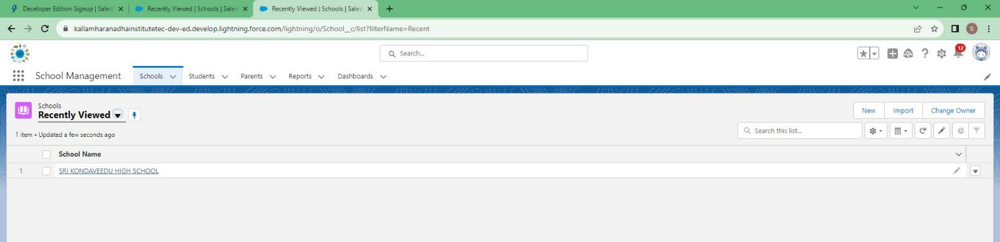 Developer Edition Signup | Sales
Recently Viewed | Schools | Sales
Recently Viewed | Schools | Sales
kallamharanadhainstitutetec-dev-ed.develop.lightning.force.com/lightning/o/School__c/list?filterName=Recent
S
Search...
12
School Management
Schools
Students
Parents
Reports
Dashboards
Schools
Recently Viewed
New
Import
Change Owner
1 item • Updated a few seconds ago
Search this list...
School Name
1
SRI KONDAVEEDU HIGH SCHOOL